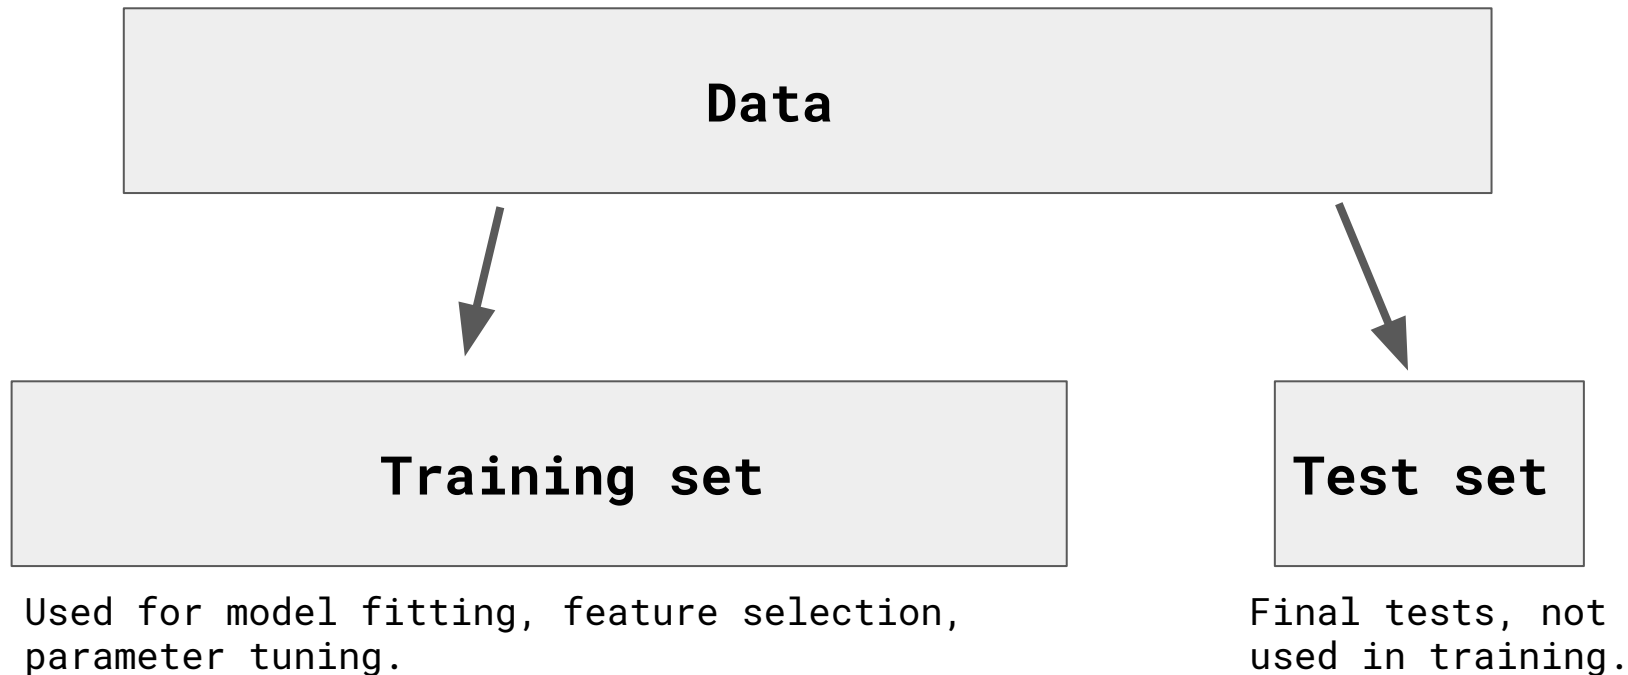 Data
Training set
Test set
Used for model fitting, feature selection,
parameter tuning.
Final tests, not
used in training.